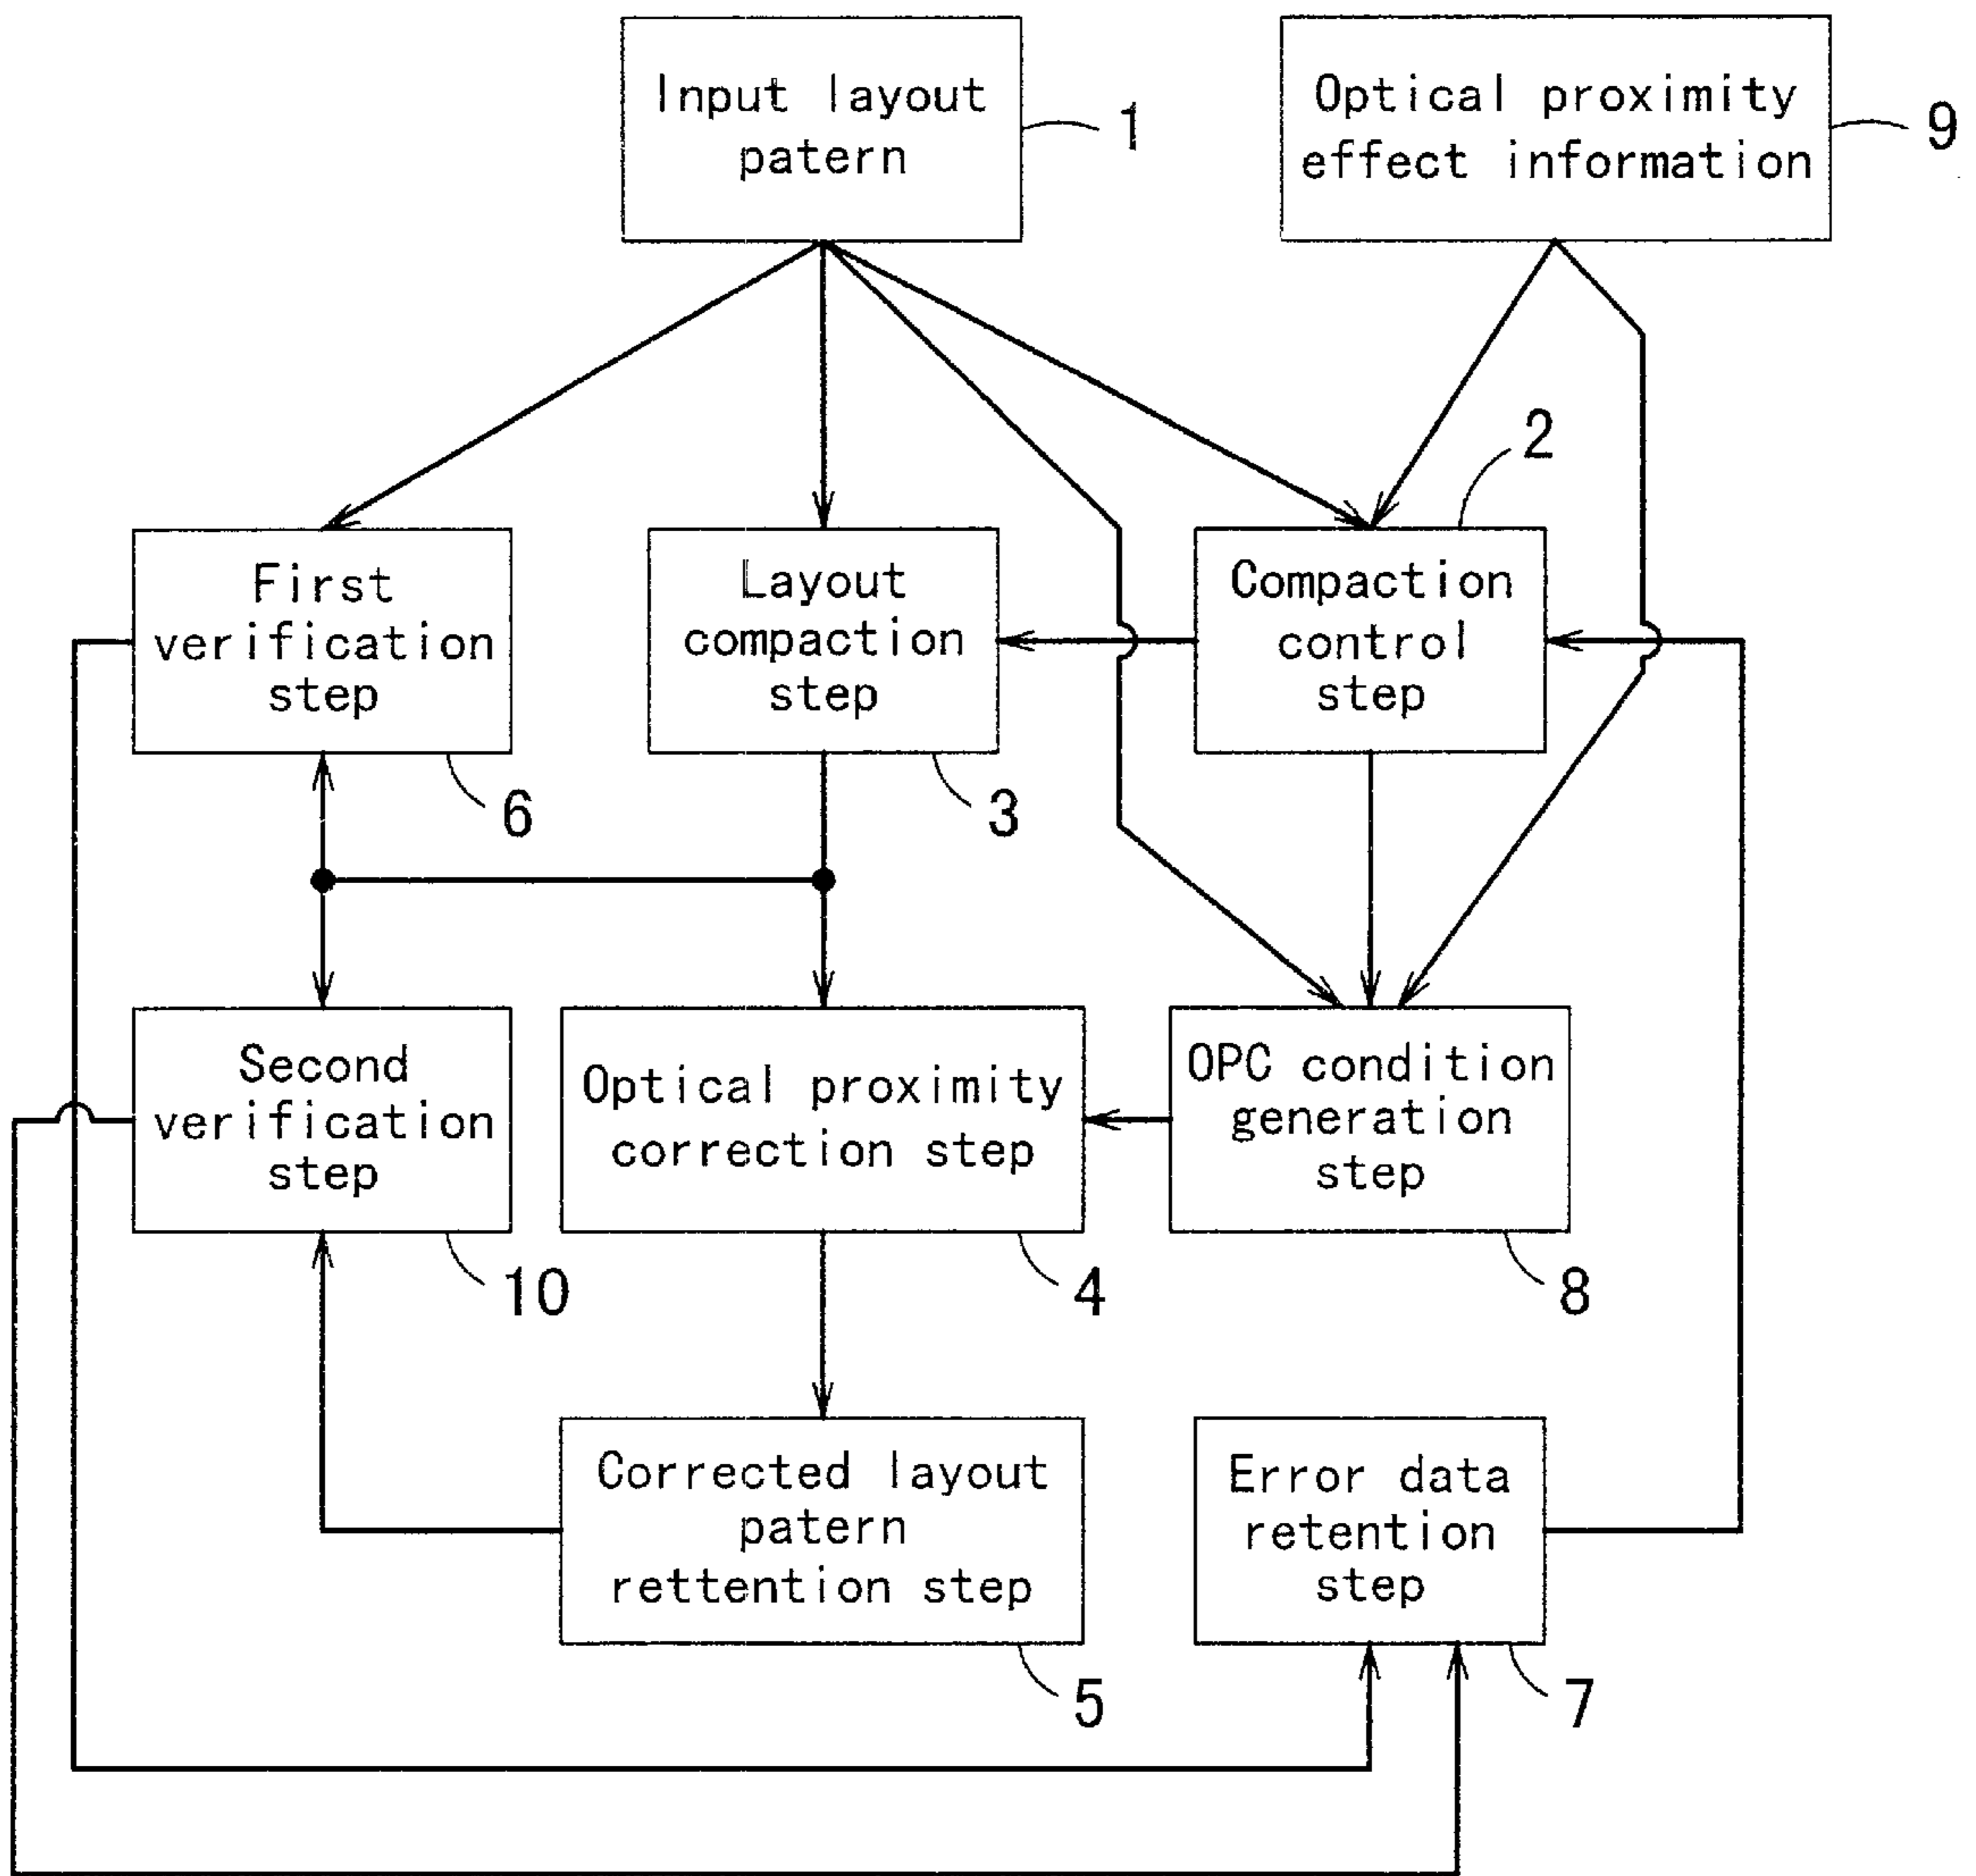 Input layout
patern
1
Optical proximity
effect information
9
2
First
verification
step
6
Layout
compaction
step
3
Compaction
control
step
Second
verification
step
10
Optical proximity
correction step
4
OPC condition
generation
step
8
Corrected layout
patern
rettention step
5
Error data
retention
step
7